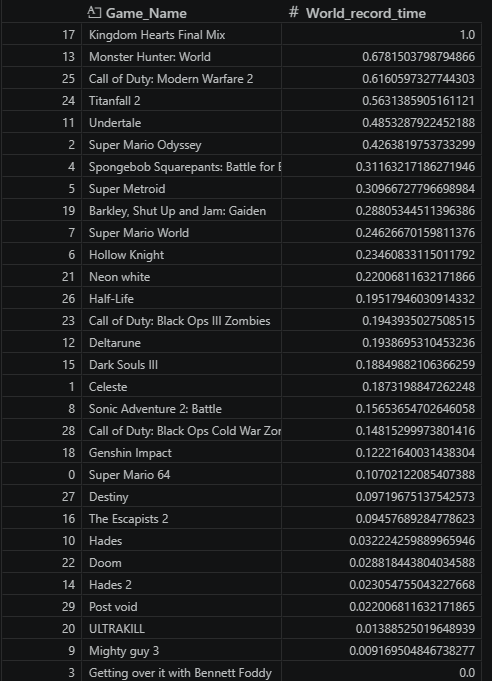 Game_Name # World_record_time
17 Kingdom Hearts Final Mix 1.0
13 Monster Hunter: World 0.6781503798794866
25 Call of Duty: Modern Warfare 2 0.6160597327744303
24 Titanfall 2 0.5631385905161121
11 Undertale 0.4853287922452188
2 Super Mario Odyssey 0.4263819753733299
4 Spongebob Squarepants: Battle for B 0.31163217186271946
5 Super Metroid 0.30966727796698984
19 Barkley, Shut Up and Jam: Gaiden 0.28805344511396386
7 Super Mario World 0.24626670159811376
6 Hollow Knight 0.23460833115011792
21 Neon white 0.22006811632171866
26 Half-Life 0.19517946030914332
23 Call of Duty: Black Ops III Zombies 0.1943935027508515
12 Deltarune 0.1938695310453236
15 Dark Souls III 0.18849882106366259
1 Celeste 0.1873198847262248
8 Sonic Adventure 2: Battle 0.15653654702646058
28 Call of Duty: Black Ops Cold War Zor 0.14815299973801416
18 Genshin Impact 0.12221640031438304
0 Super Mario 64 0.10702122085407388
27 Destiny 0.09719675137542573
16 The Escapists 2 0.09457689284778623
10 Hades 0.032224259889965946
22 Doom 0.028818443804034588
14 Hades 2 0.023054755043227668
29 Post void 0.022006811632171865
20 ULTRAKILL 0.01388525019648939
9 Mighty guy 3 0.009169504846738277
3 Getting over it with Bennett Foddy 0.0